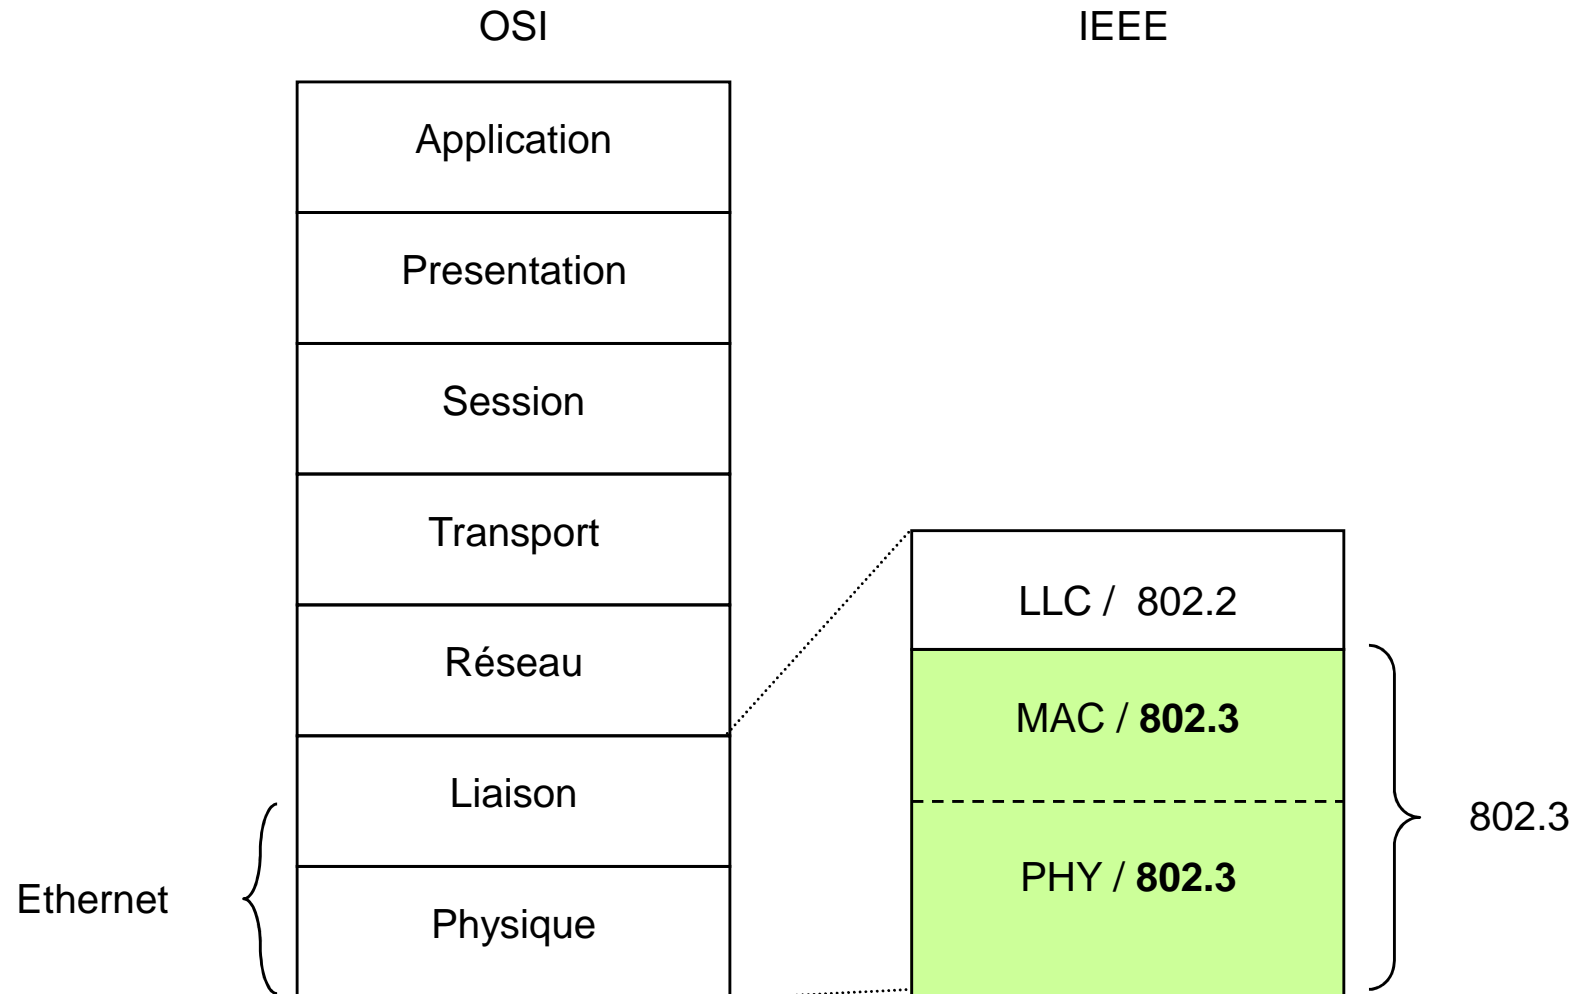 OSI
IEEE
Application
Presentation
Session
Transport
Réseau
Liaison
Physique
Ethernet
LLC / 802.2
MAC / 802.3
PHY / 802.3
802.3